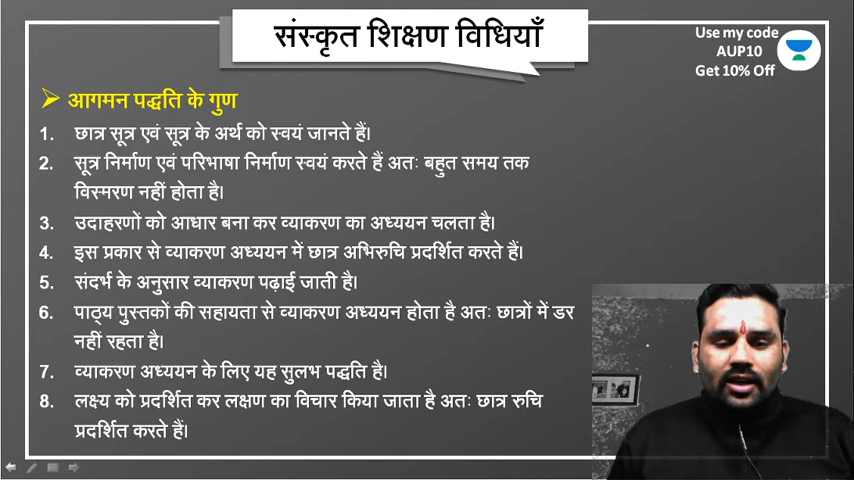 संस्कृत शिक्षण विधियाँ
Use my code
AUP10
Get 10% Off
➢ आगमन पद्धति के गुण
1. छात्र सूत्र एवं सूत्र के अर्थ को स्वयं जानते हैं।
2. सूत्र निर्माण एवं परिभाषा निर्माण स्वयं करते हैं अतः बहुत समय तक
विस्मरण नहीं होता है।
3. उदाहरणों को आधार बना कर व्याकरण का अध्ययन चलता है।
4. इस प्रकार से व्याकरण अध्ययन में छात्र अभिरुचि प्रदर्शित करते हैं।
5. संदर्भ के अनुसार व्याकरण पढ़ाई जाती है।
6. पाठ्य पुस्तकों की सहायता से व्याकरण अध्ययन होता है अतः छात्रों में डर
नहीं रहता है।
7. व्याकरण अध्ययन के लिए यह सुलभ पद्धति है।
8. लक्ष्य को प्रदर्शित कर लक्षण का विचार किया जाता है अतः छात्र रुचि
प्रदर्शित करते हैं।